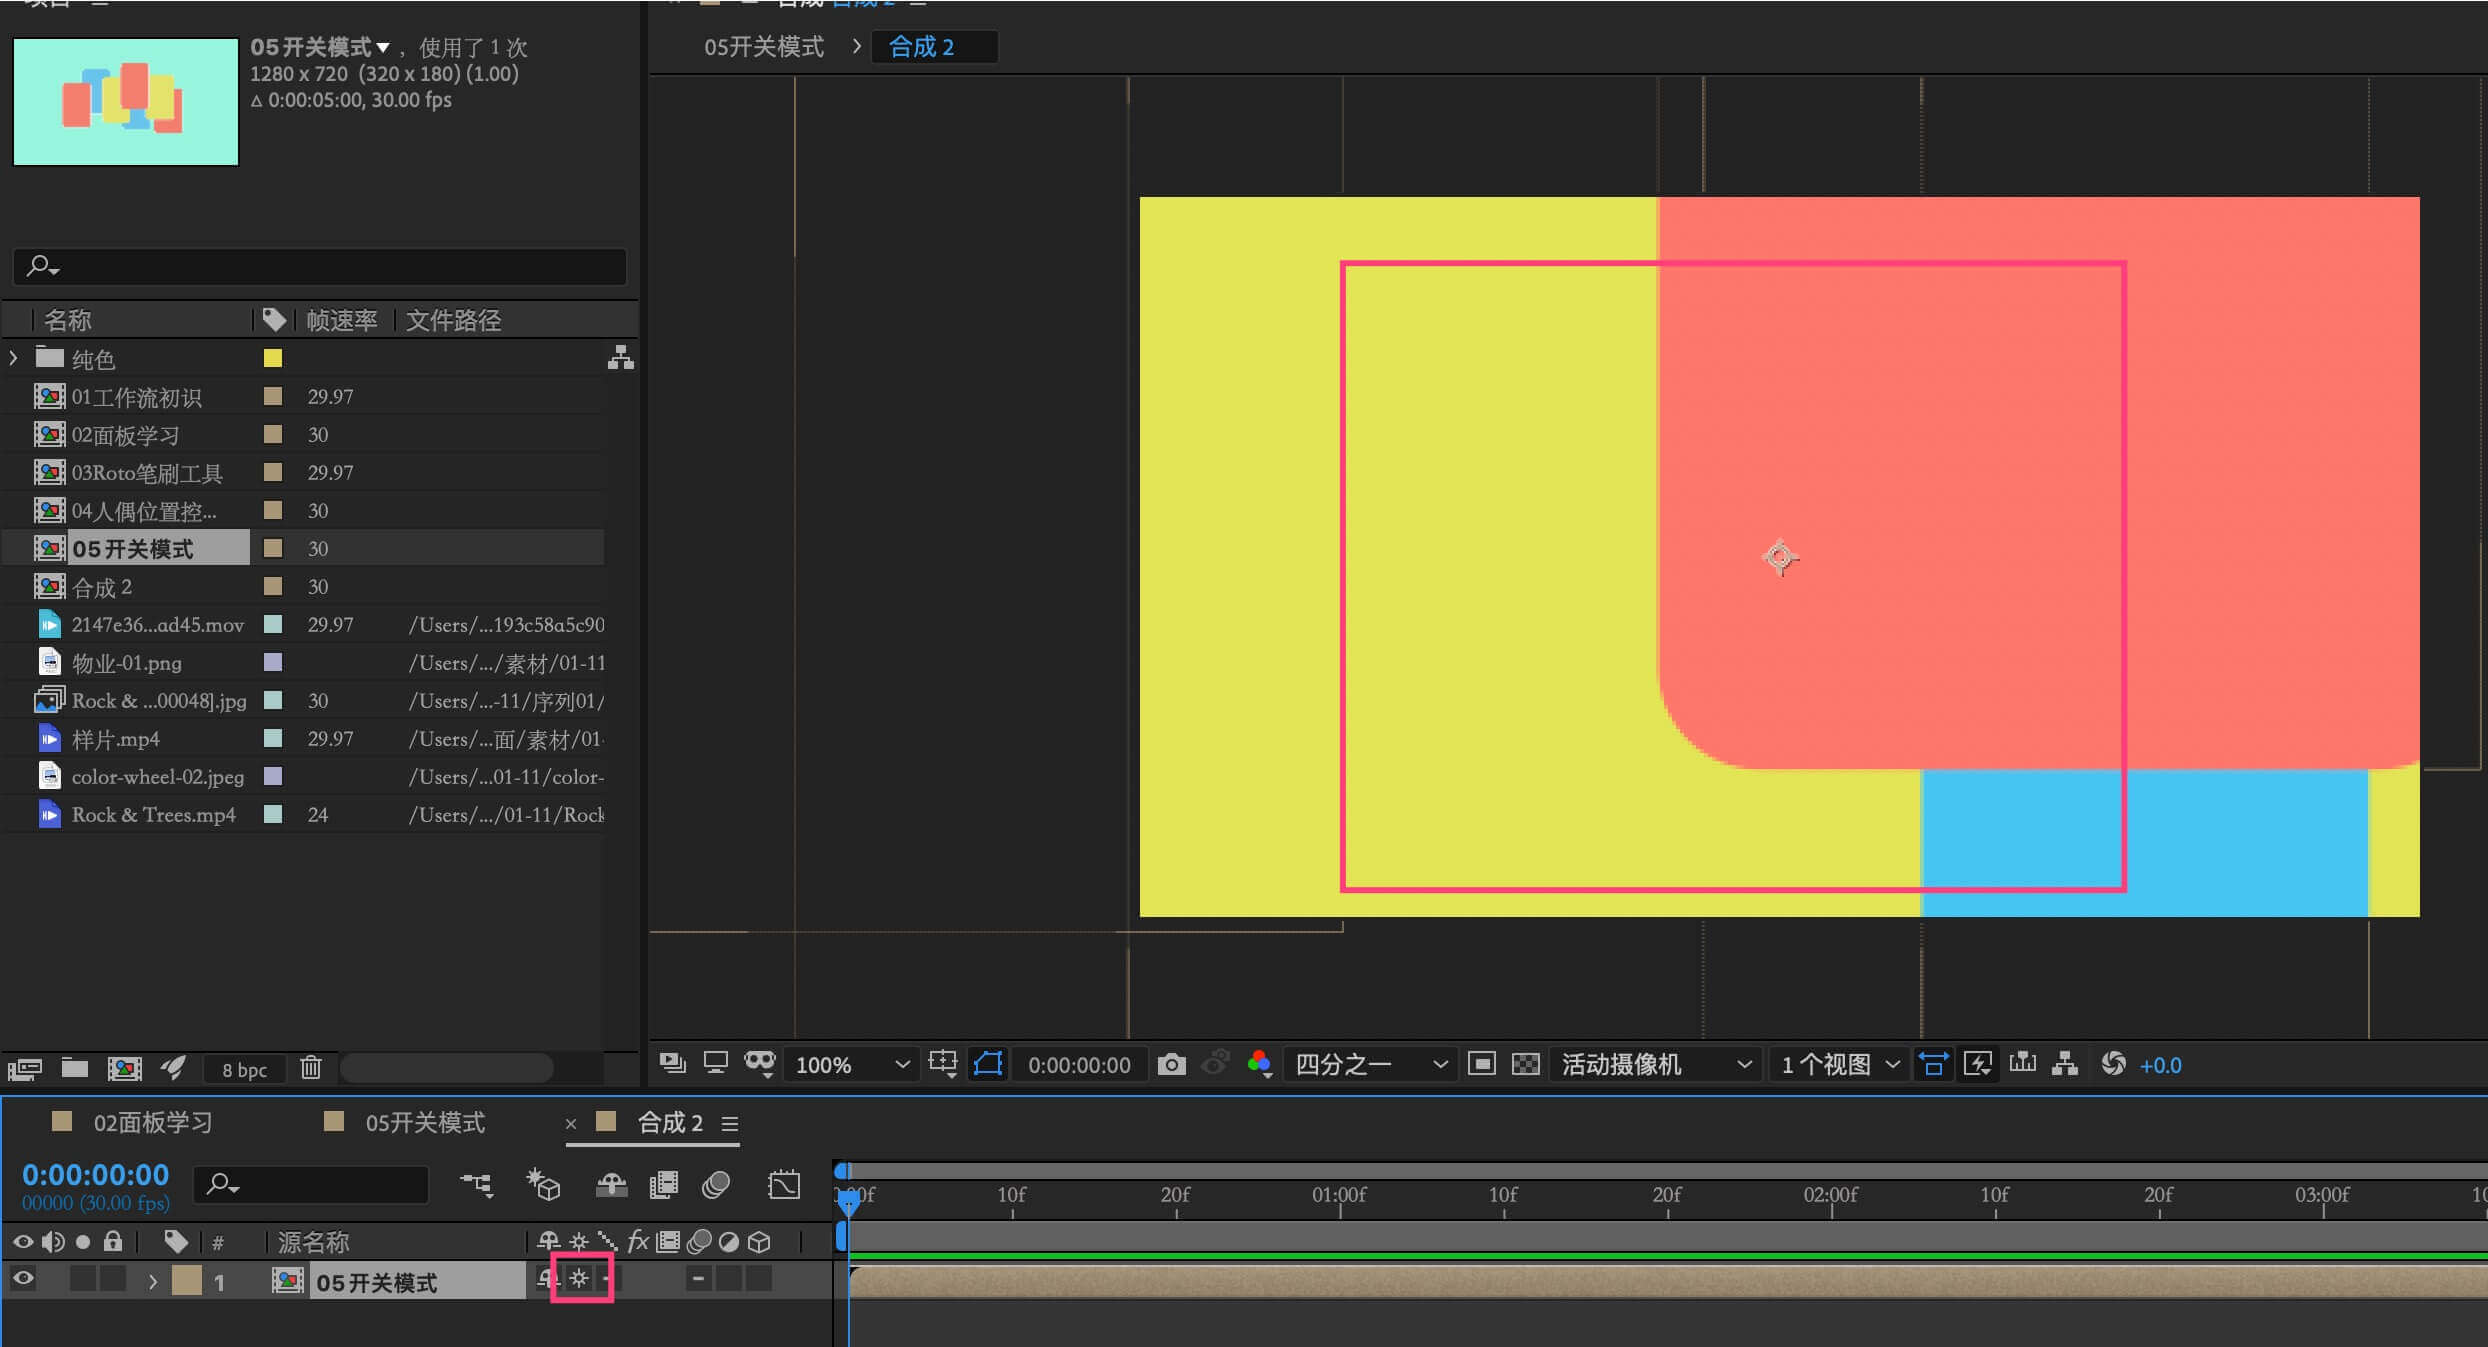 项目
05开关模式▼, 使用了 1 次
1280 x 720 (320 x 180) (1.00)
Δ 0:00:05:00, 30.00 fps
名称 帧速率 文件路径
纯色
01工作流初识 29.97
02面板学习 30
03Roto笔刷工具 29.97
04人偶位置控... 30
05开关模式 30
合成 2 30
2147e36...ad45.mov 29.97 /Users/...193c58a5c90
物业-01.png /Users/.../素材/01-11
Rock & ...00048].jpg 30 /Users/...-11/序列01/
样片.mp4 29.97 /Users/...面/素材/01-
color-wheel-02.jpeg /Users/...01-11/color-
Rock & Trees.mp4 24 /Users/.../01-11/Rock
8 bpc
合成 合成 2
05开关模式 › 合成 2
100% 0:00:00:00 四分之一 活动摄像机 1 个视图 +0.0
02面板学习 05开关模式 × 合成 2
0:00:00:00
00000 (30.00 fps)
0:00f 10f 20f 01:00f 10f 20f 02:00f 10f 20f 03:00f 10
# 源名称 fx
1 05开关模式